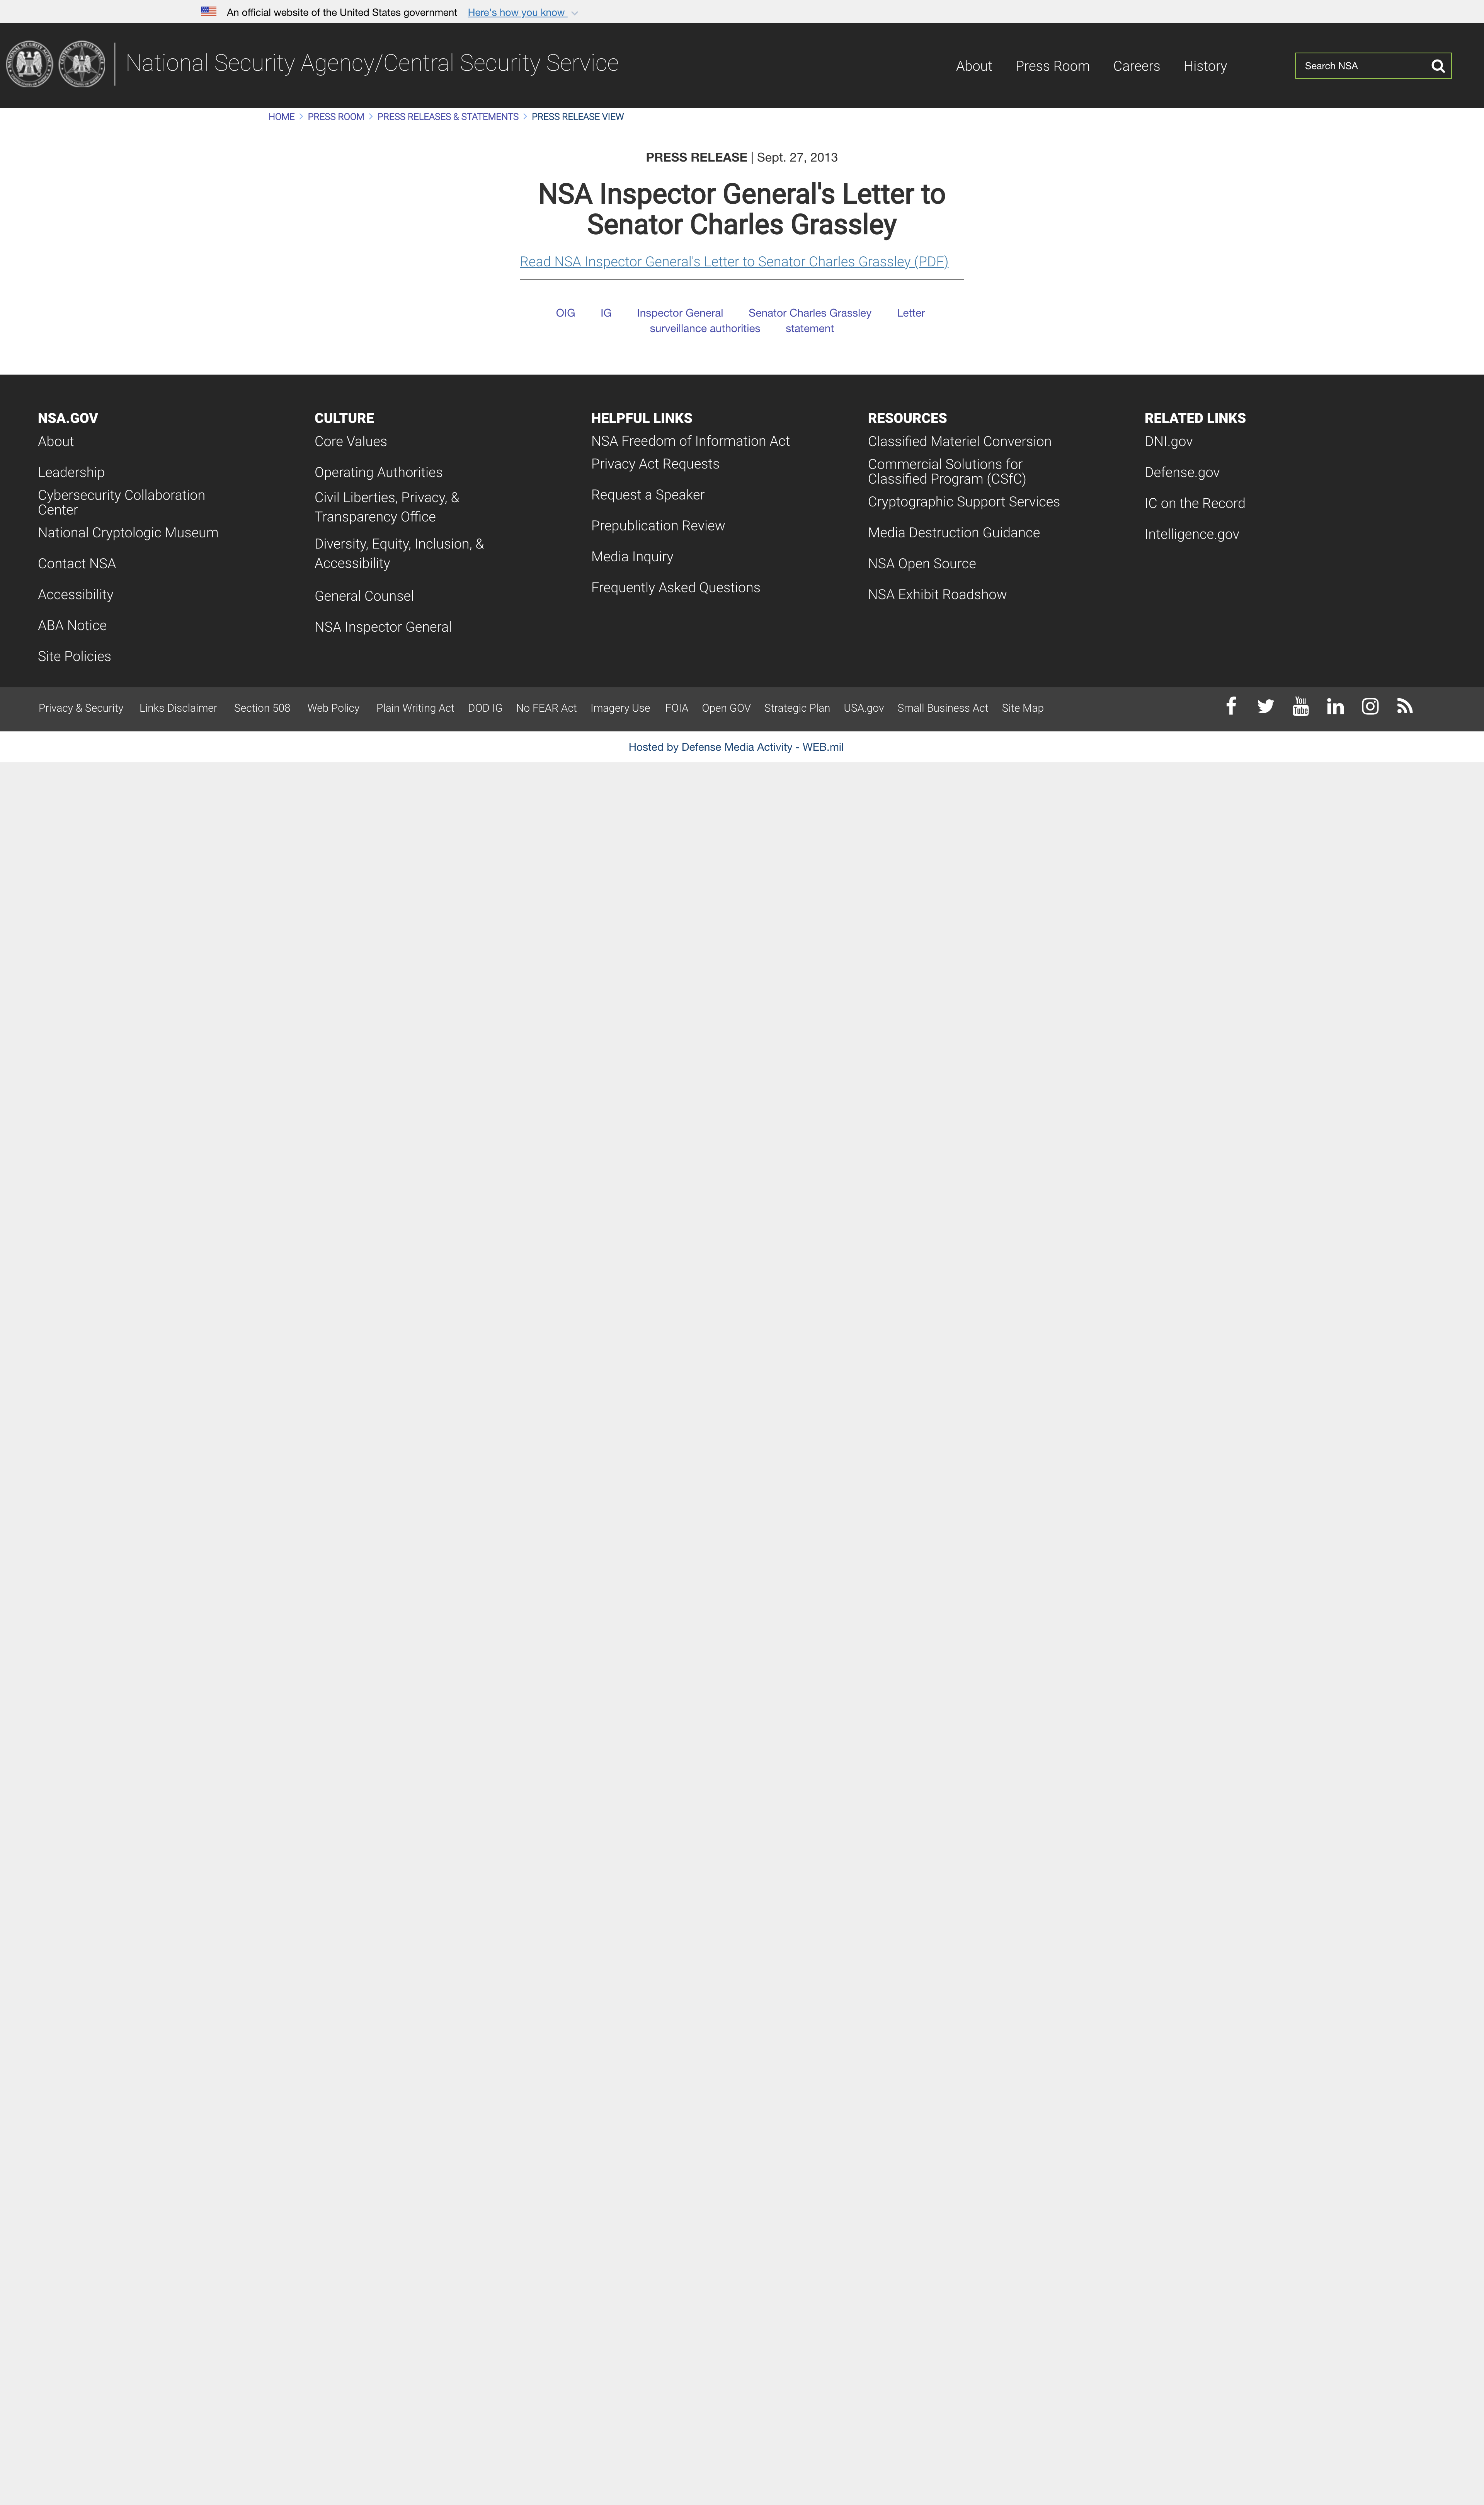 An official website of the United States government Here's how you know
National Security Agency/Central Security Service
About Press Room Careers History
Search NSA
HOME PRESS ROOM PRESS RELEASES & STATEMENTS PRESS RELEASE VIEW
PRESS RELEASE | Sept. 27, 2013
NSA Inspector General's Letter to
Senator Charles Grassley
Read NSA Inspector General's Letter to Senator Charles Grassley (PDF)
OIG IG Inspector General Senator Charles Grassley Letter
surveillance authorities statement
NSA.GOV
About
Leadership
Cybersecurity Collaboration
Center
National Cryptologic Museum
Contact NSA
Accessibility
ABA Notice
Site Policies
CULTURE
Core Values
Operating Authorities
Civil Liberties, Privacy, &
Transparency Office
Diversity, Equity, Inclusion, &
Accessibility
General Counsel
NSA Inspector General
HELPFUL LINKS
NSA Freedom of Information Act
Privacy Act Requests
Request a Speaker
Prepublication Review
Media Inquiry
Frequently Asked Questions
RESOURCES
Classified Materiel Conversion
Commercial Solutions for
Classified Program (CSfC)
Cryptographic Support Services
Media Destruction Guidance
NSA Open Source
NSA Exhibit Roadshow
RELATED LINKS
DNI.gov
Defense.gov
IC on the Record
Intelligence.gov
Privacy & Security Links Disclaimer Section 508 Web Policy Plain Writing Act DOD IG No FEAR Act Imagery Use FOIA Open GOV Strategic Plan USA.gov Small Business Act Site Map
You
Tube
Hosted by Defense Media Activity - WEB.mil